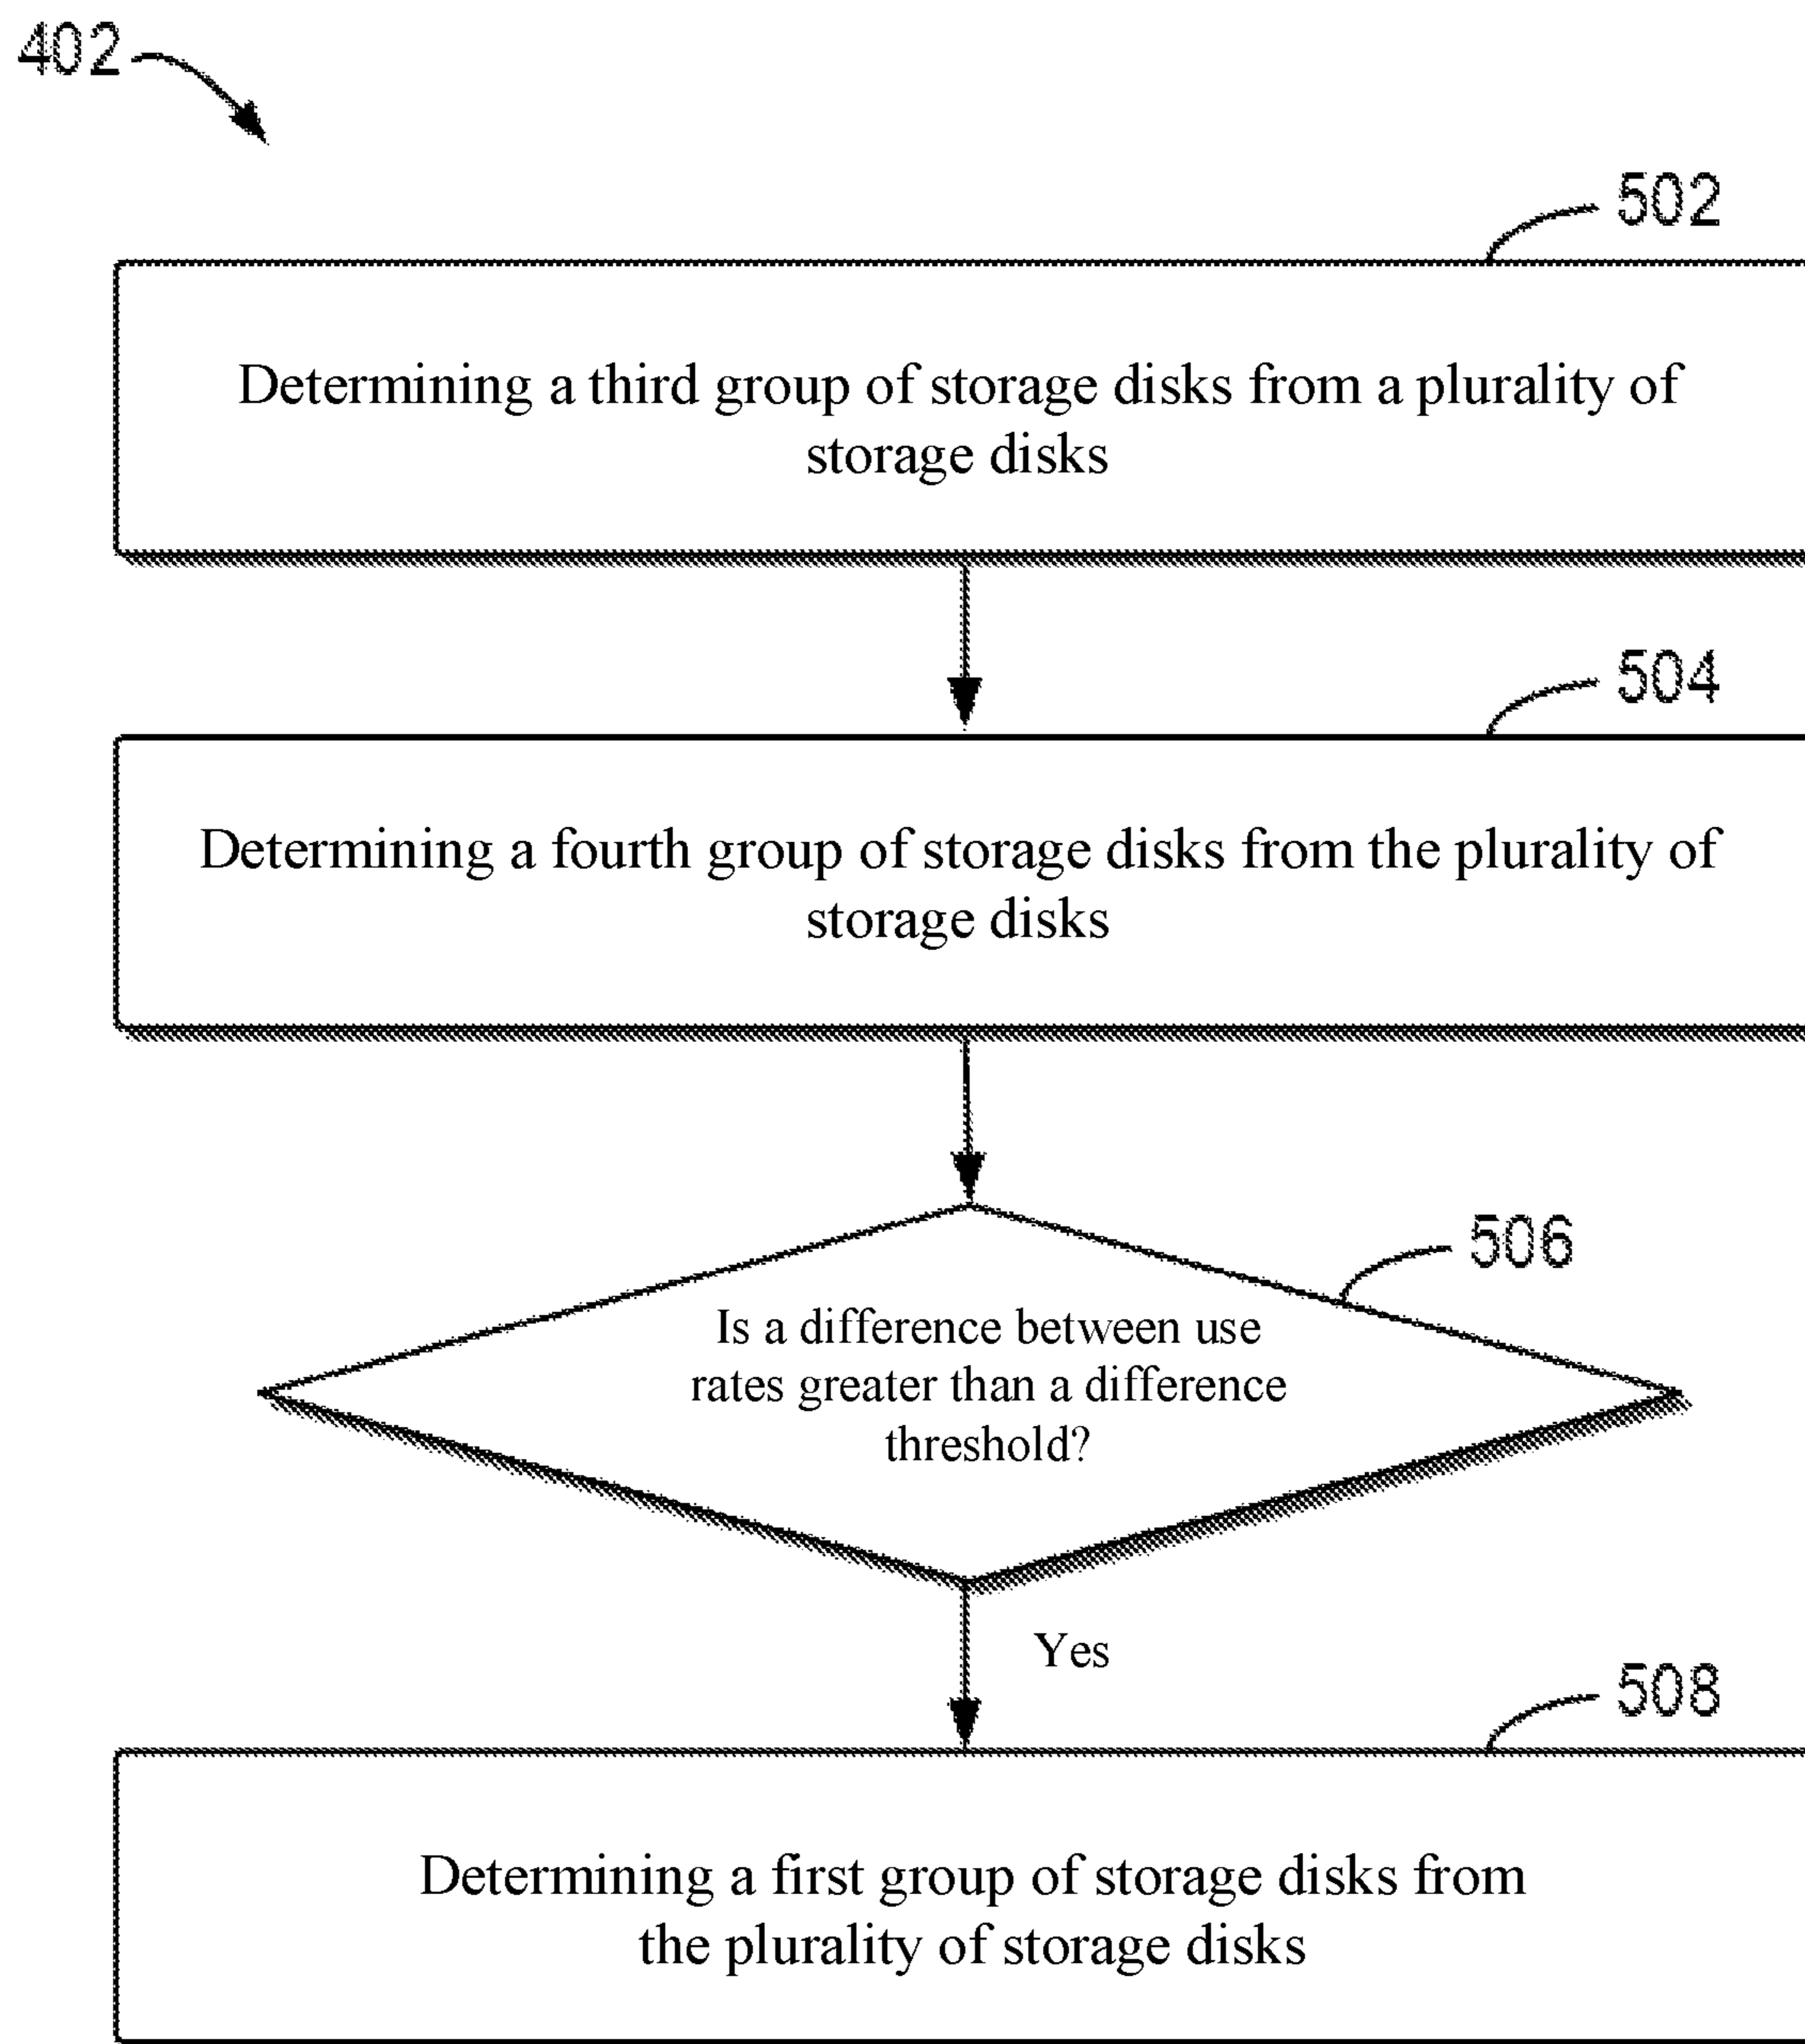 402
502
Determining a third group of storage disks from a plurality of
storage disks
504
Determining a fourth group of storage disks from the plurality of
storage disks
506
Is a difference between use
rates greater than a difference
threshold?
Yes
508
Determining a first group of storage disks from
the plurality of storage disks